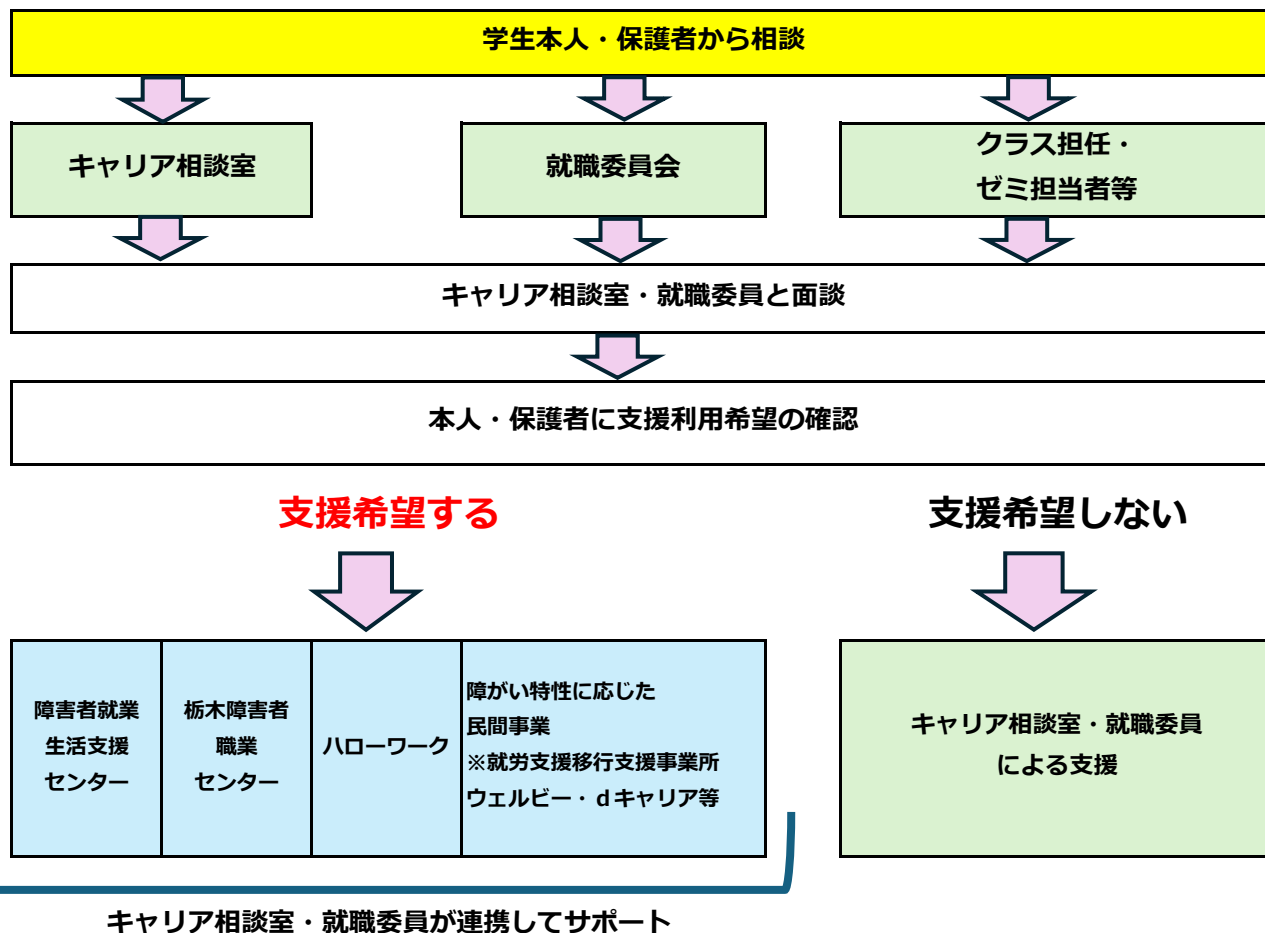 学生本人・保護者から相談
キャリア相談室
就職委員会
クラス担任・
ゼミ担当者等
キャリア相談室・就職委員と面談
本人・保護者に支援利用希望の確認
支援希望する
支援希望しない
障害者就業
生活支援
センター
栃木障害者
職業
センター
ハローワーク
障がい特性に応じた
民間事業
※就労支援移行支援事業所
ウェルビー・ｄキャリア等
キャリア相談室・就職委員
による支援
キャリア相談室・就職委員が連携してサポート